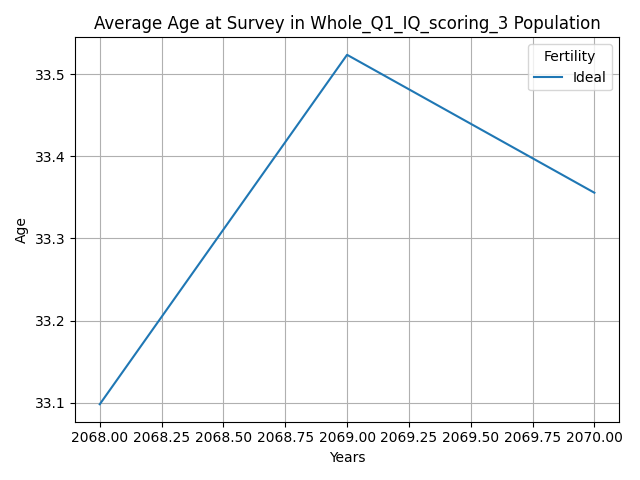 Average Age at Survey in Whole_Q1_IQ_scoring_3 Population
Fertility
Ideal
33.5
33.4
33.3
33.2
33.1
Age
2068.00 2068.25 2068.50 2068.75 2069.00 2069.25 2069.50 2069.75 2070.00
Years